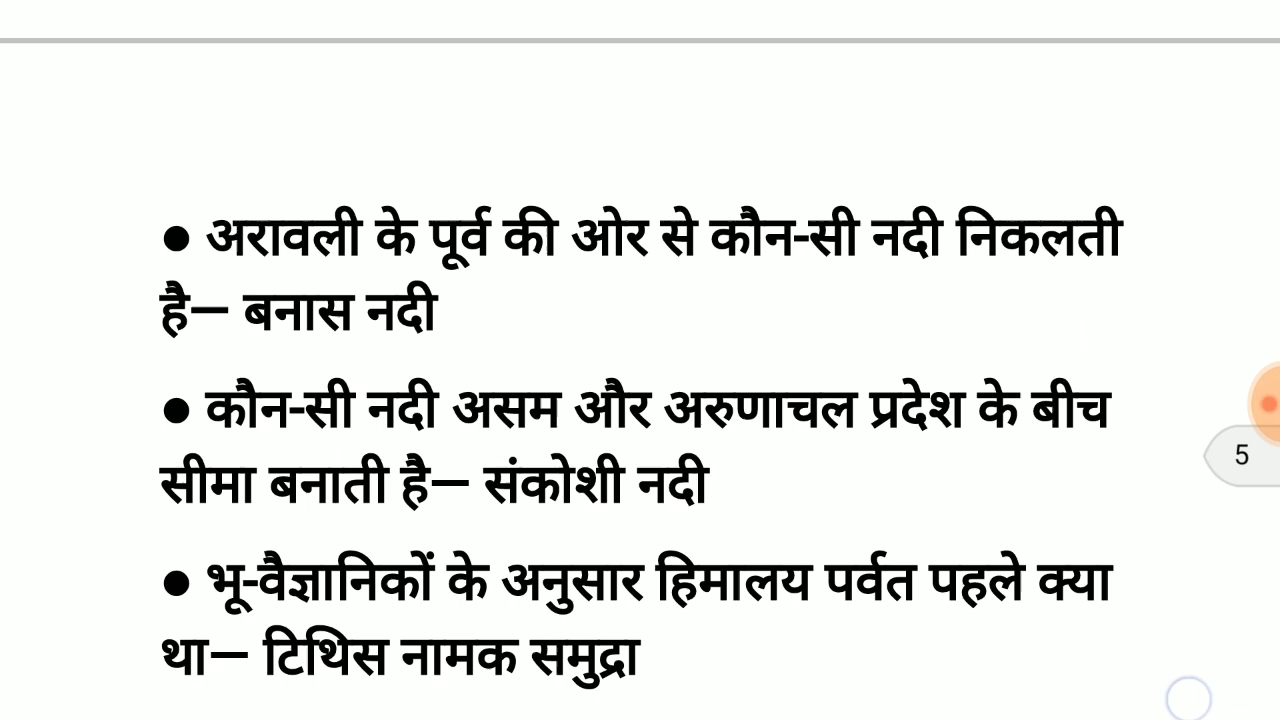 ● अरावली के पूर्व की ओर से कौन-सी नदी निकलती
है— बनास नदी
● कौन-सी नदी असम और अरुणाचल प्रदेश के बीच
सीमा बनाती है— संकोशी नदी
5
● भू-वैज्ञानिकों के अनुसार हिमालय पर्वत पहले क्या
था— टिथिस नामक समुद्रा